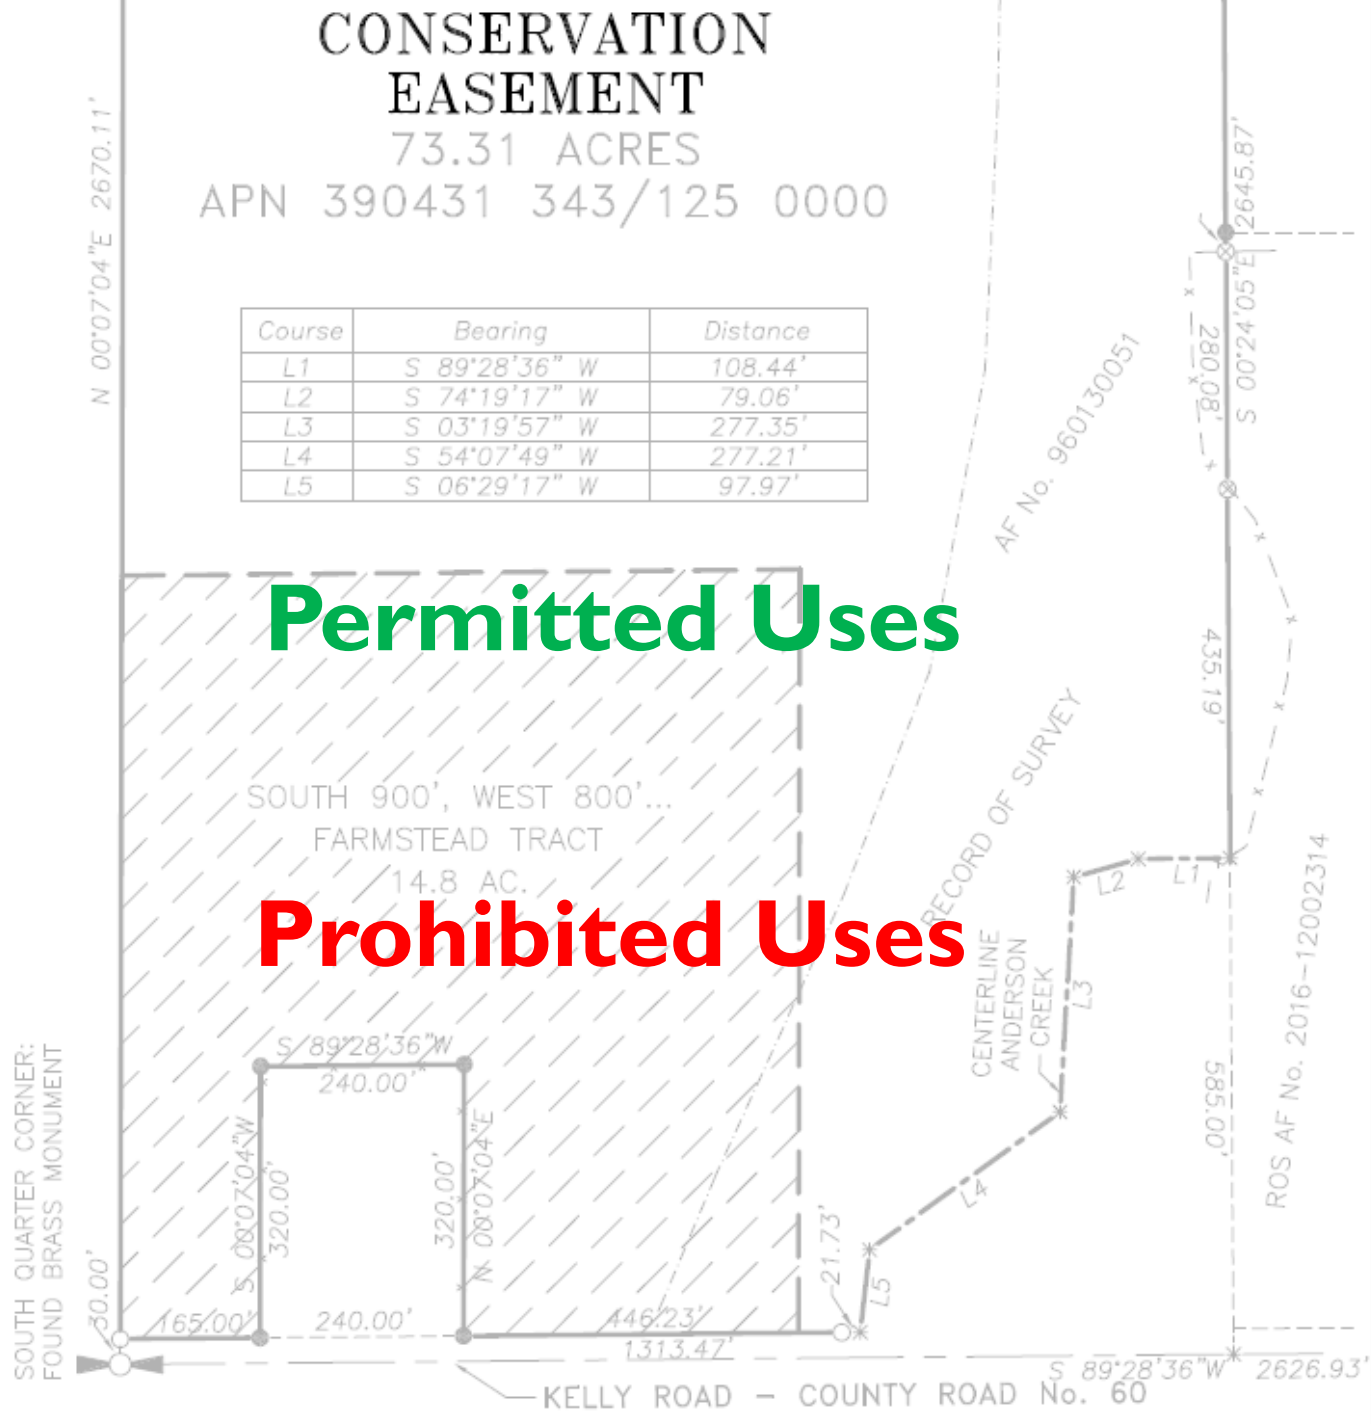 CONSERVATION
EASEMENT
73.31 ACRES
APN 390431 343/125 0000
N 00°07'04"E 2670.11'
2645.87'
S 00°24'05"E
280.08'
Course Bearing Distance
L1 S 89°28'36" W 108.44'
L2 S 74°19'17" W 79.06'
L3 S 03°19'57" W 277.35'
L4 S 54°07'49" W 277.21'
L5 S 06°29'17" W 97.97'
AF No. 960130051
Permitted Uses
435.19'
RECORD OF SURVEY
SOUTH 900', WEST 800'...
FARMSTEAD TRACT
14.8 AC.
Prohibited Uses
L2
L1
L3
CENTERLINE
ANDERSON
CREEK
ROS AF No. 2016-12002314
585.00'
S 89°28'36"W
240.00'
S 00°07'04"W
320.00'
320.00'
N 00°07'04"E
L4
L5
21.73'
SOUTH QUARTER CORNER:
FOUND BRASS MONUMENT
30.00'
165.00'
240.00'
446.23'
1313.47'
S 89°28'36"W 2626.93'
KELLY ROAD - COUNTY ROAD No. 60